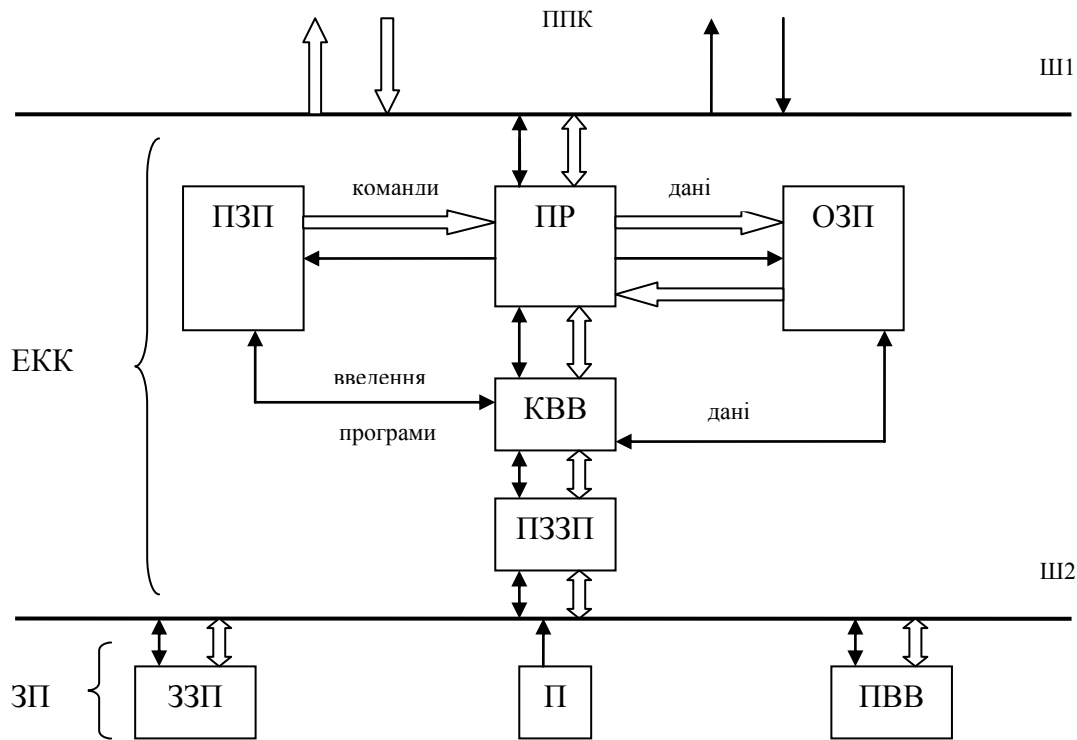 ППК
Ш1
команди
дані
ПЗП
ПР
ОЗП
ЕКК
введення
програми
КВВ
дані
ПЗЗП
Ш2
ЗП
ЗЗП
П
ПВВ